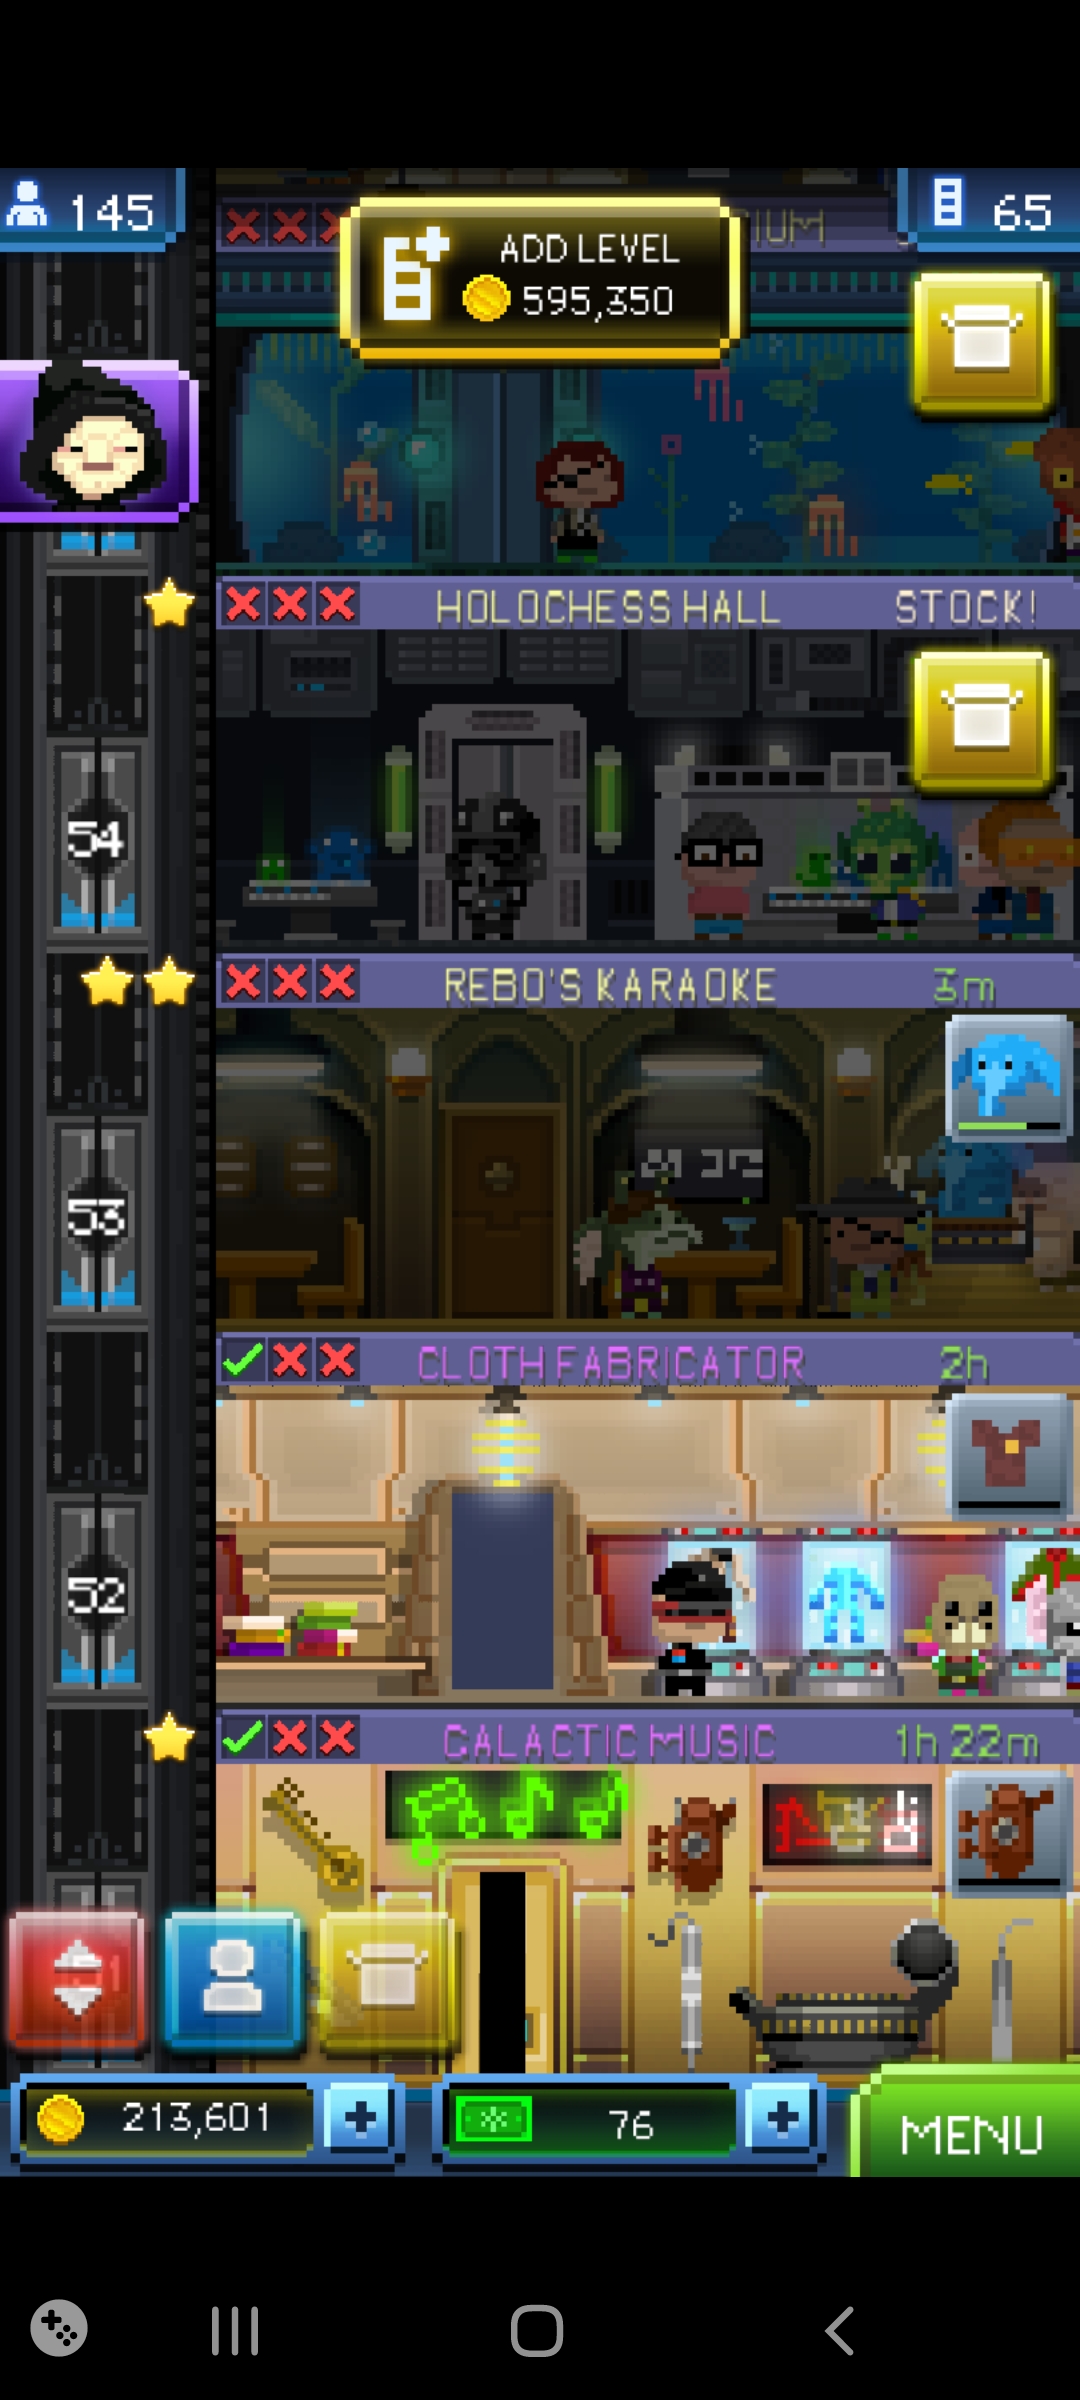 145
IUM
65
ADD LEVEL
595,350
HOLOCHESS HALL STOCK!
54
REBO'S KARAOKE 3m
53
CLOTH FABRICATOR 2h
52
GALACTIC MUSIC 1h 22m
213,601
76
MENU